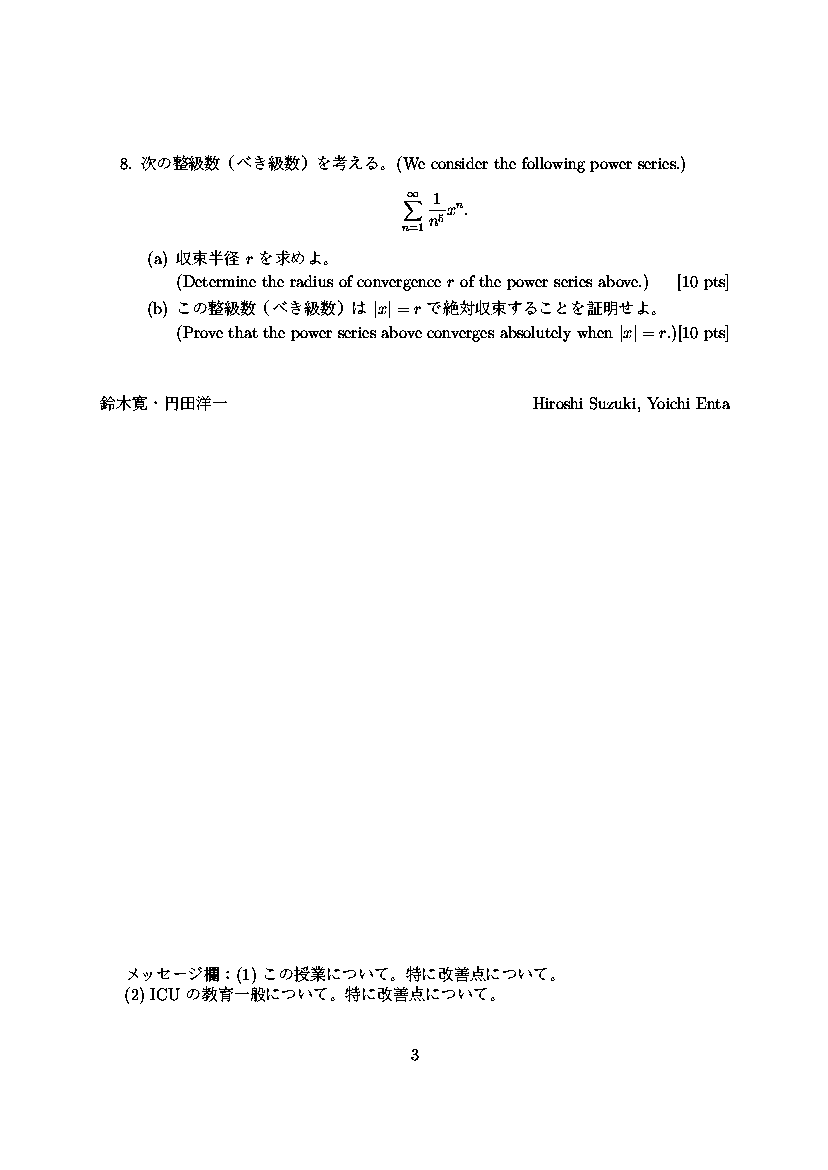 8. 次の整級数（べき級数）を考える。(We consider the following power series.)
$$\sum_{n=1}^{\infty} \frac{1}{n^5} x^n.$$
(a) 収束半径 r を求めよ。
(Determine the radius of convergence r of the power series above.) [10 pts]
(b) この整級数（べき級数）は |x| = r で絶対収束することを証明せよ。
(Prove that the power series above converges absolutely when |x| = r.)[10 pts]
鈴木寛・円田洋一 Hiroshi Suzuki, Yoichi Enta
メッセージ欄：(1) この授業について。特に改善点について。
(2) ICU の教育一般について。特に改善点について。
3